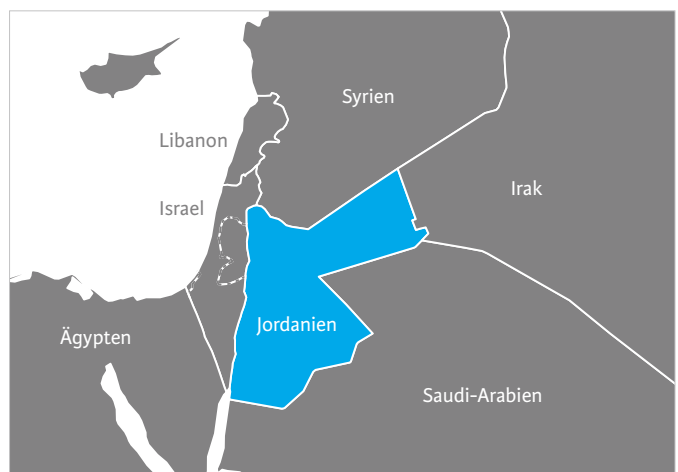 Syrien
Libanon
Irak
Israel
Jordanien
Ägypten
Saudi-Arabien